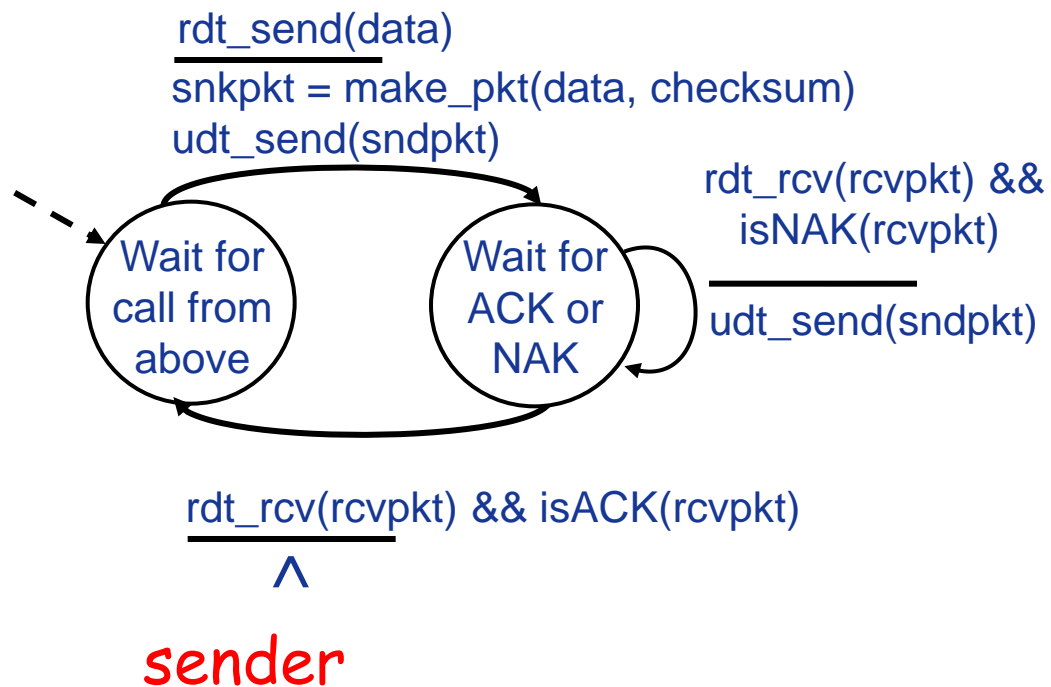 rdt_send(data)
snkpkt = make_pkt(data, checksum)
udt_send(sndpkt)
rdt_rcv(rcvpkt) &&
isNAK(rcvpkt)
udt_send(sndpkt)
Wait for
call from
above
Wait for
ACK or
NAK
rdt_rcv(rcvpkt) && isACK(rcvpkt)
Λ
sender